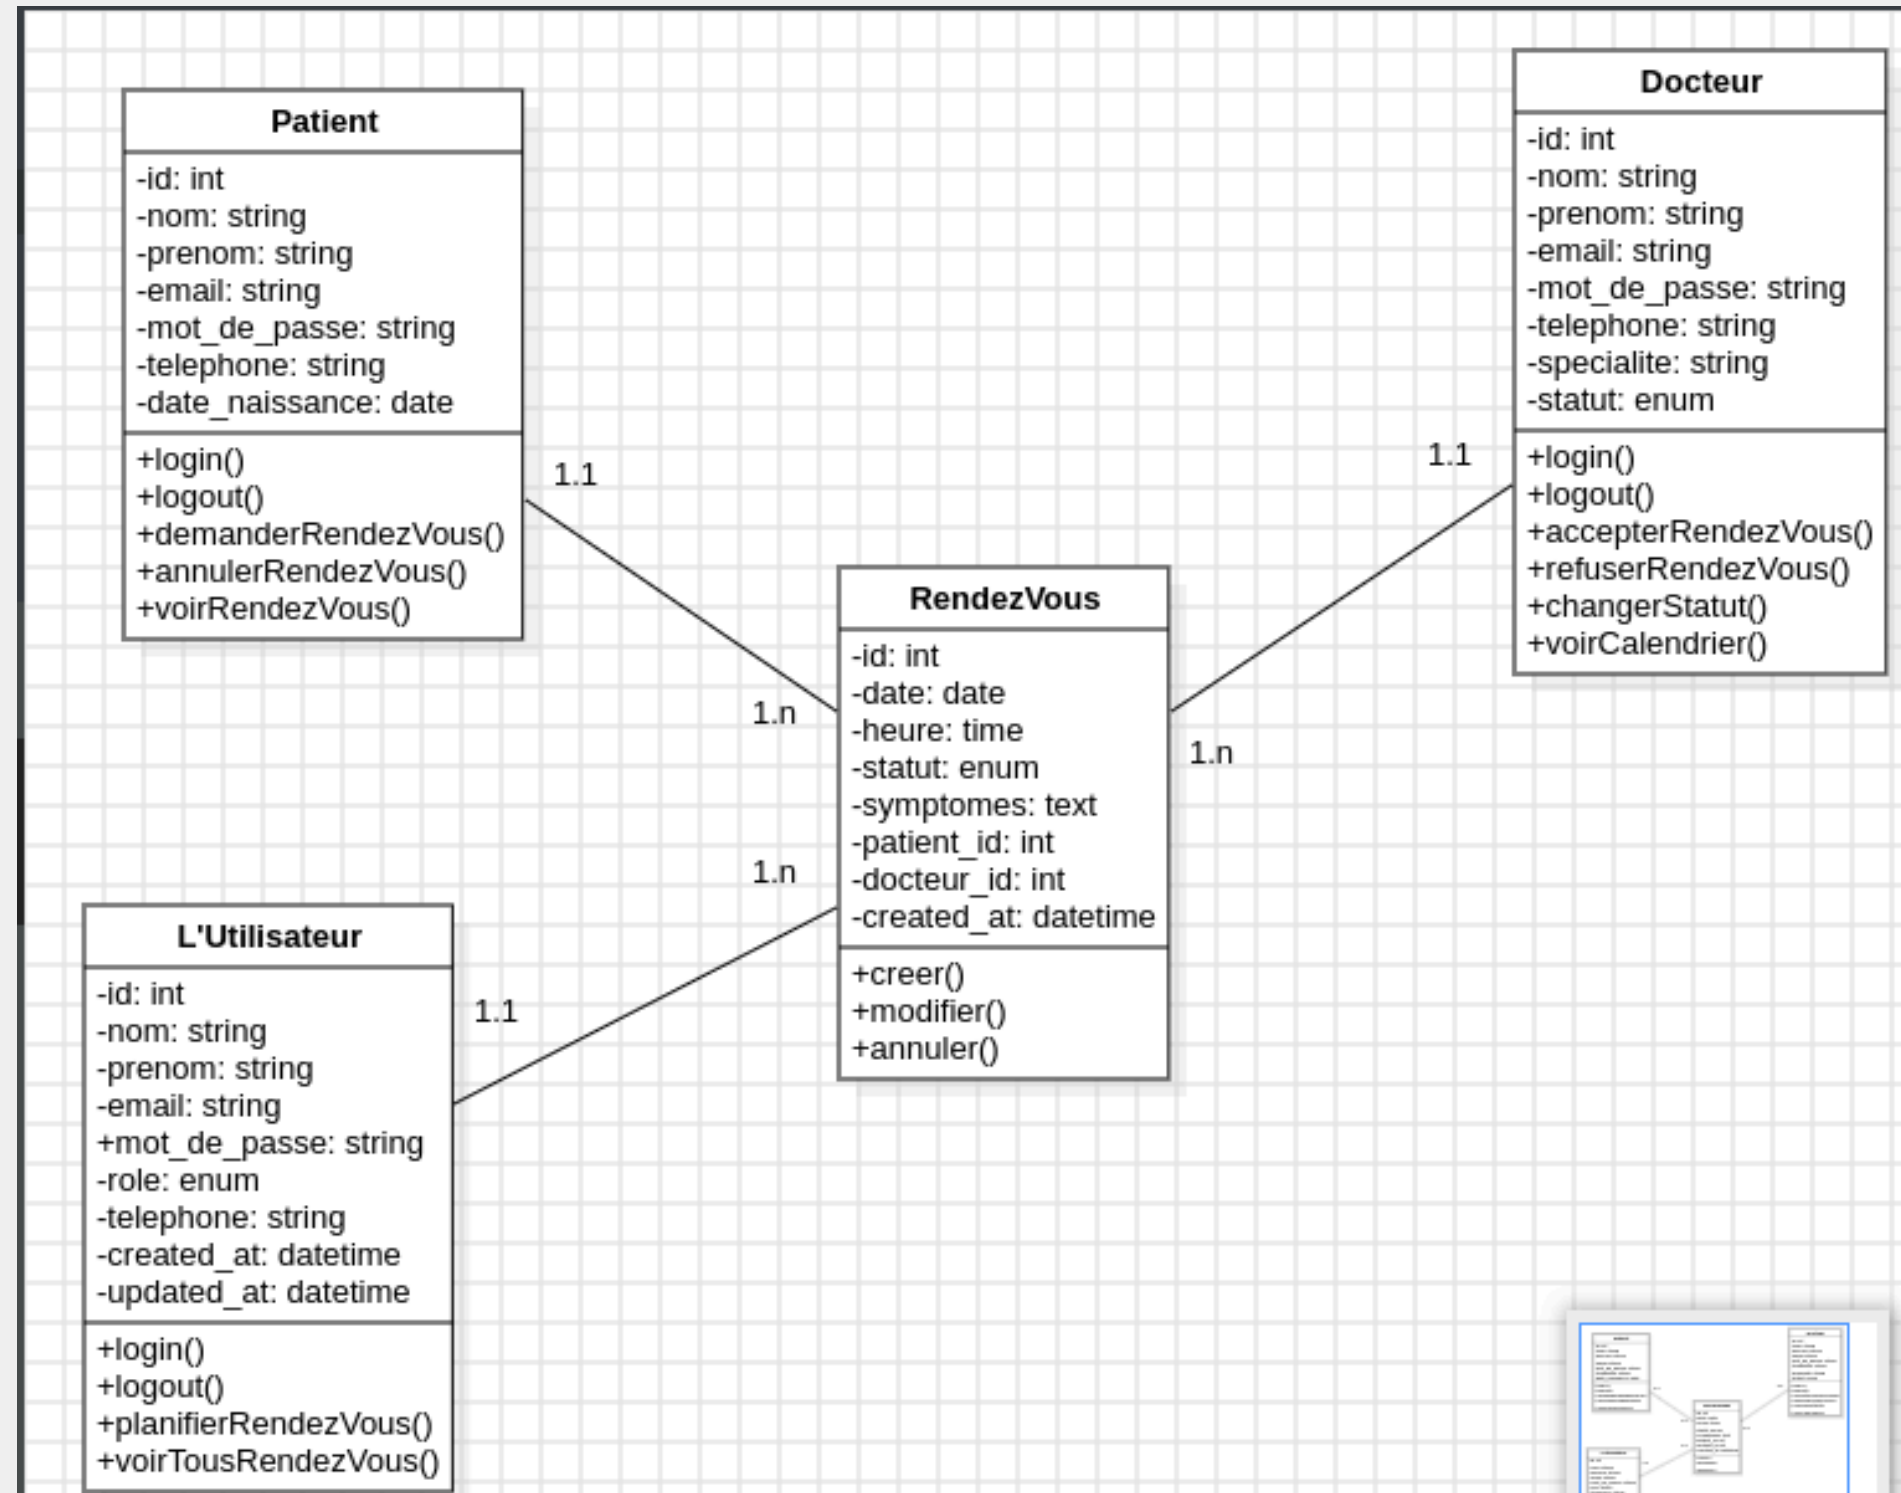 Patient
-id: int
-nom: string
-prenom: string
-email: string
-mot_de_passe: string
-telephone: string
-date_naissance: date
+login()
+logout()
+demanderRendezVous()
+annulerRendezVous()
+voirRendezVous()
1.1
1.n
Docteur
-id: int
-nom: string
-prenom: string
-email: string
-mot_de_passe: string
-telephone: string
-specialite: string
-statut: enum
+login()
+logout()
+accepterRendezVous()
+refuserRendezVous()
+changerStatut()
+voirCalendrier()
1.1
1.n
RendezVous
-id: int
-date: date
-heure: time
-statut: enum
-symptomes: text
-patient_id: int
-docteur_id: int
-created_at: datetime
+creer()
+modifier()
+annuler()
1.n
1.1
L'Utilisateur
-id: int
-nom: string
-prenom: string
-email: string
+mot_de_passe: string
-role: enum
-telephone: string
-created_at: datetime
-updated_at: datetime
+login()
+logout()
+planifierRendezVous()
+voirTousRendezVous()